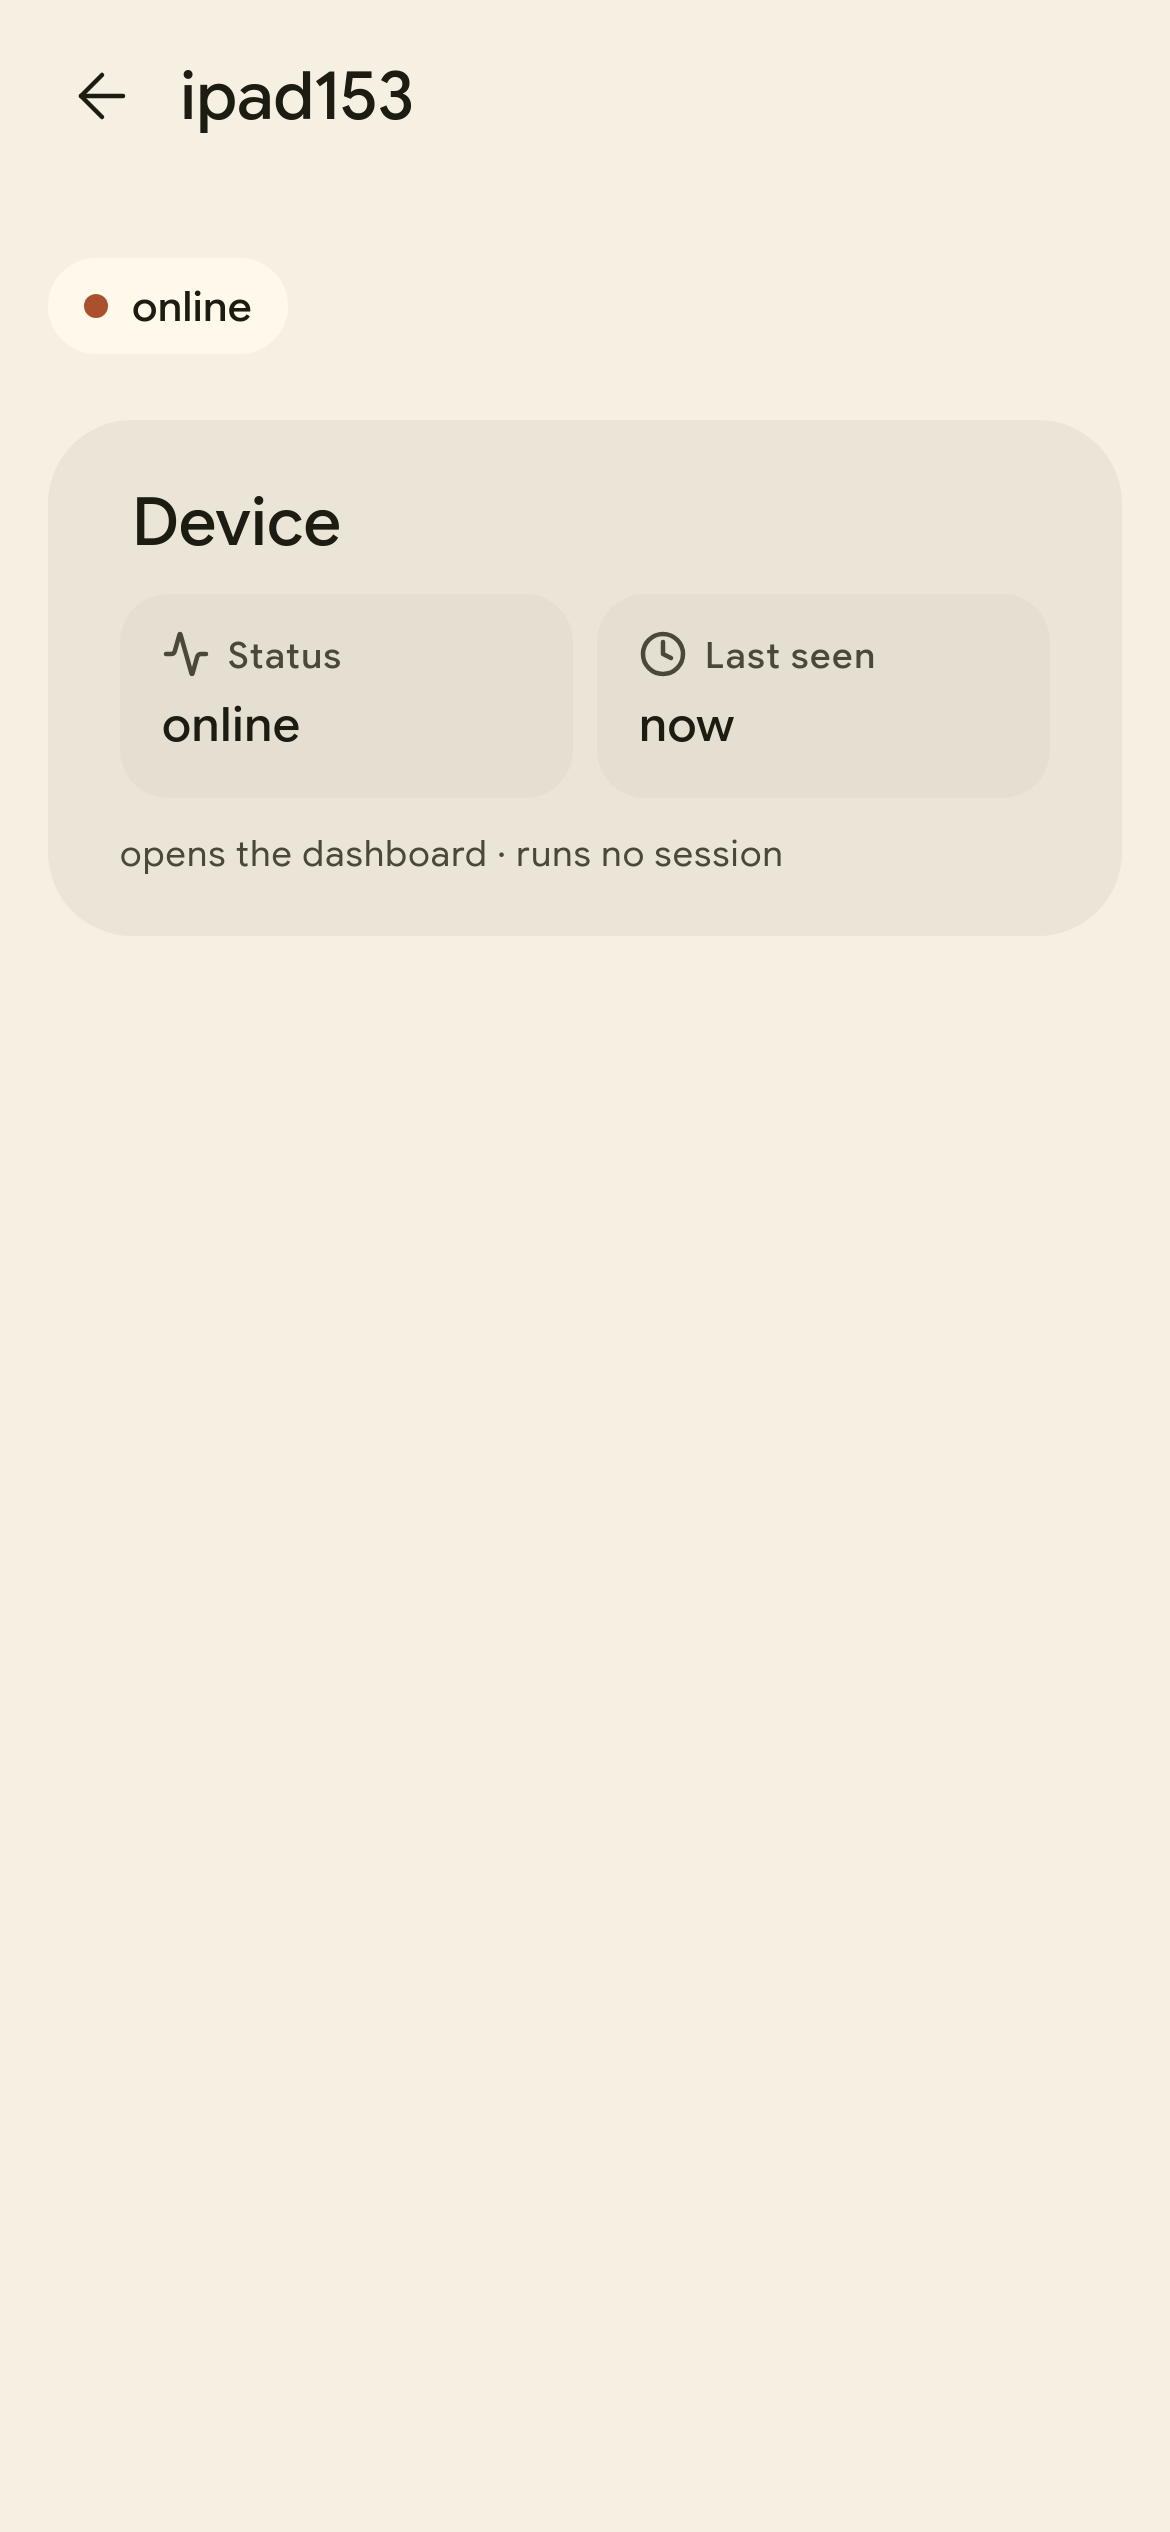 ipad153
online
Device
Status
online
Last seen
now
opens the dashboard · runs no session